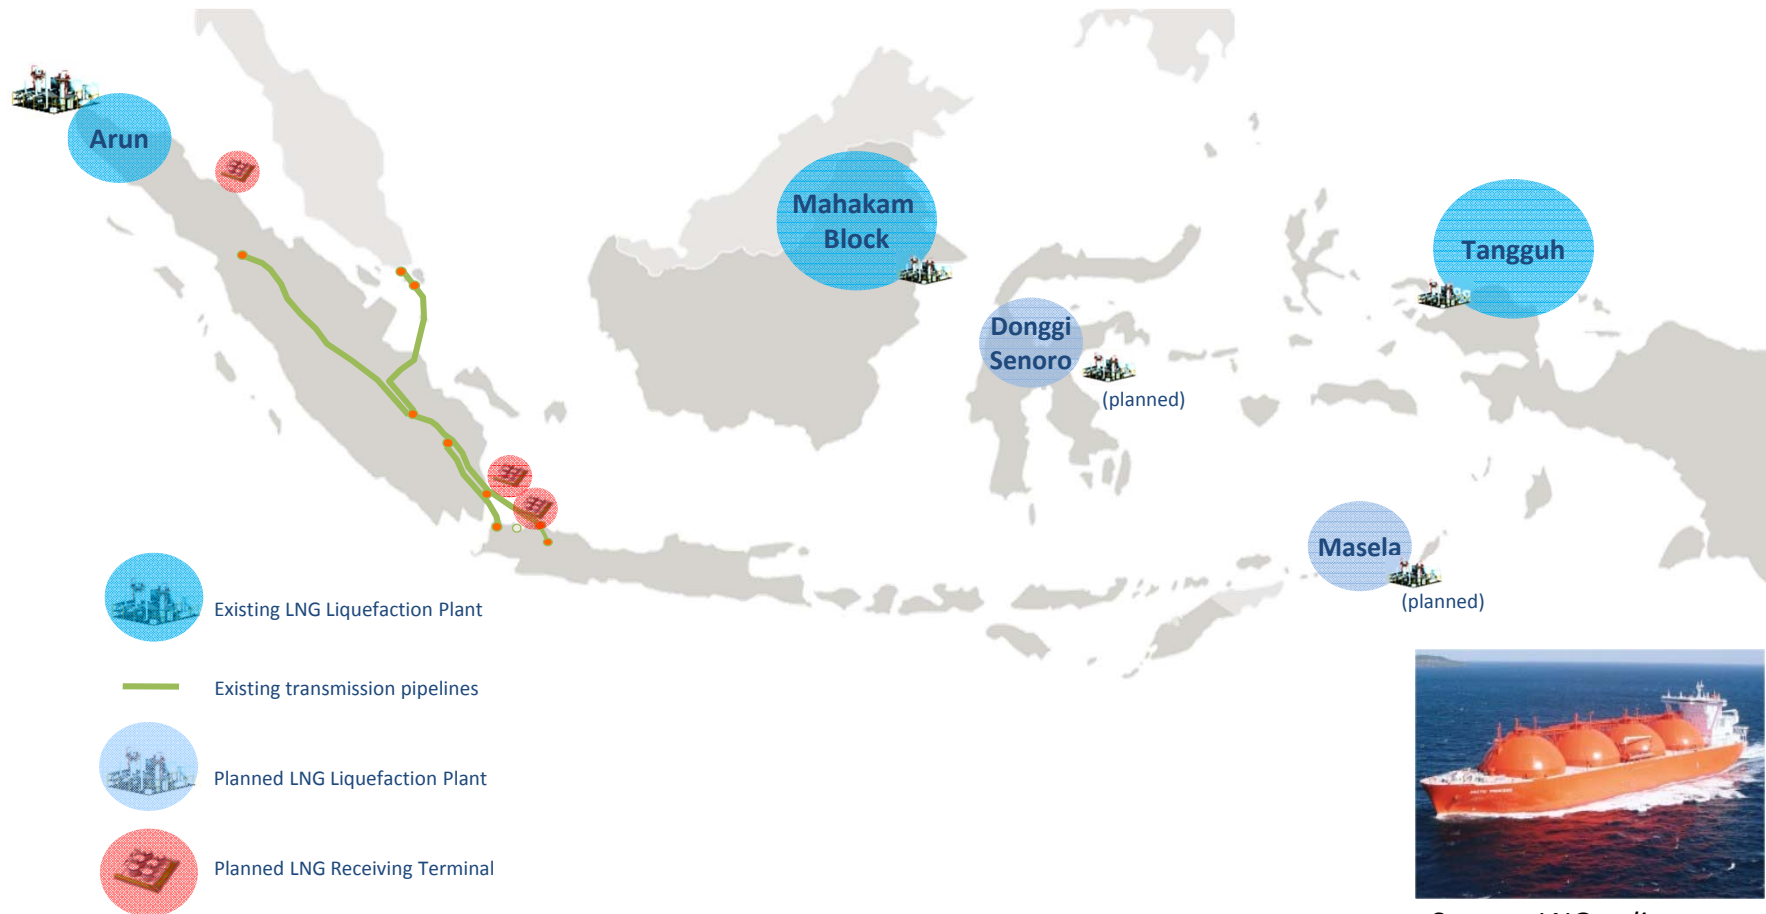 Arun
Mahakam
Block
Tangguh
Donggi
Senoro
(planned)
Masela
(planned)
Existing LNG Liquefaction Plant
Existing transmission pipelines
Planned LNG Liquefaction Plant
Planned LNG Receiving Terminal